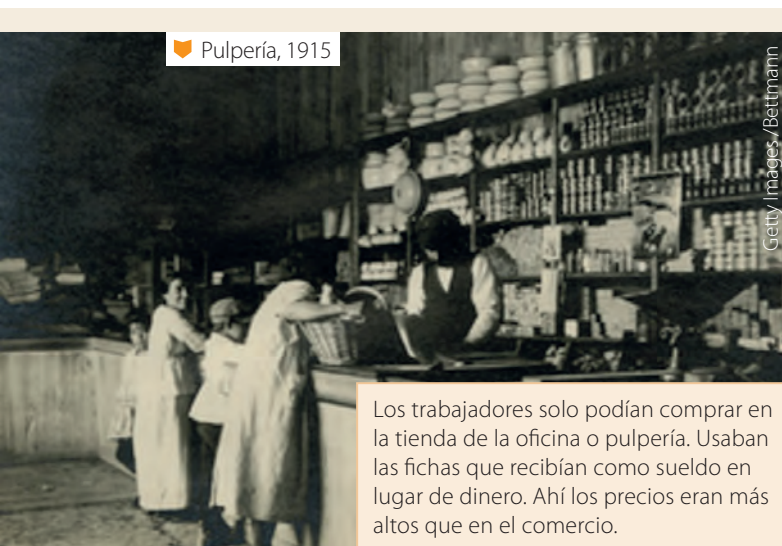 Pulpería, 1915
Getty Images/Bettmann
Los trabajadores solo podían comprar en
la tienda de la oficina o pulpería. Usaban
las fichas que recibían como sueldo en
lugar de dinero. Ahí los precios eran más
altos que en el comercio.